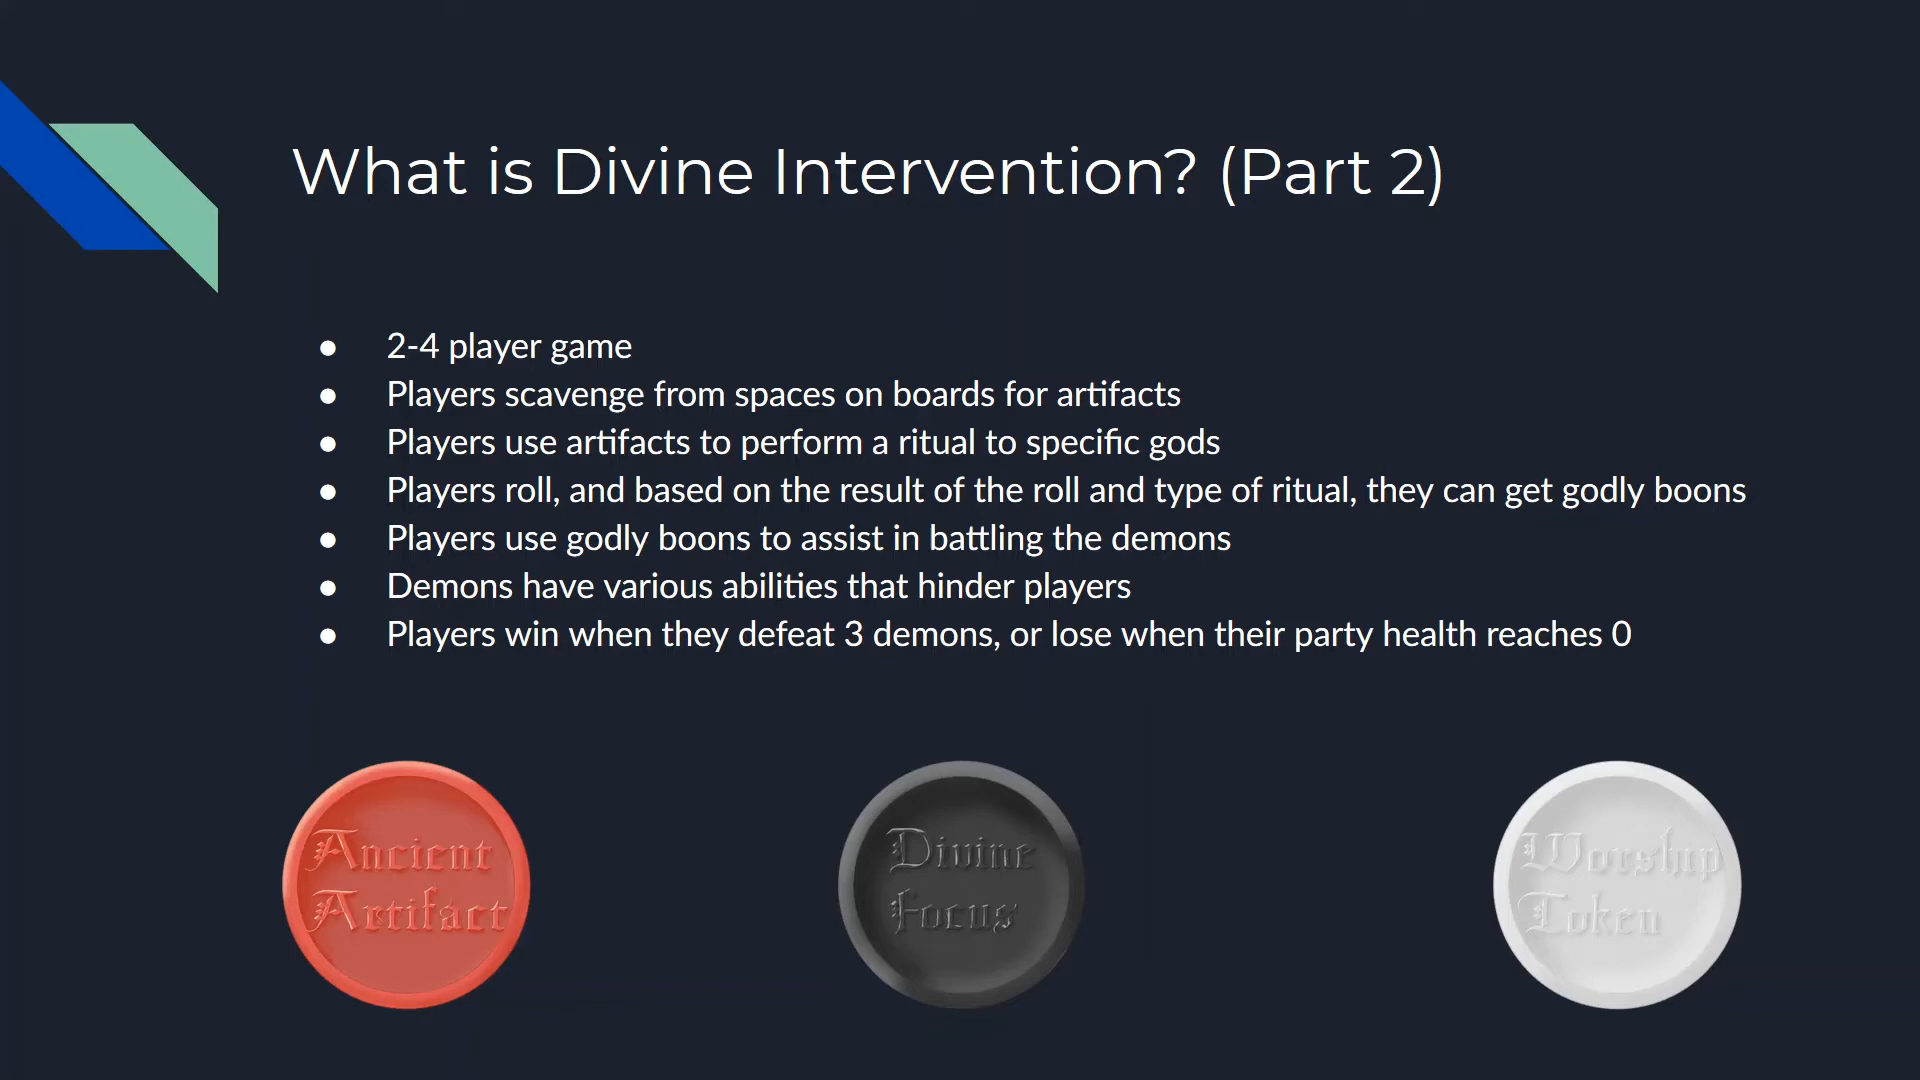 What is Divine Intervention? (Part 2)
● 2-4 player game
● Players scavenge from spaces on boards for artifacts
● Players use artifacts to perform a ritual to specific gods
● Players roll, and based on the result of the roll and type of ritual, they can get godly boons
● Players use godly boons to assist in battling the demons
● Demons have various abilities that hinder players
● Players win when they defeat 3 demons, or lose when their party health reaches 0
Ancient
Artifact
Divine
Focus
Worship
Token